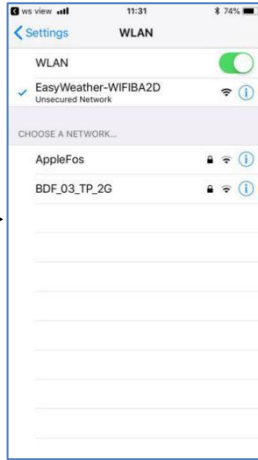 ws view 11:31 74%
Settings WLAN
WLAN
EasyWeather-WIFIBA2D
Unsecured Network
CHOOSE A NETWORK...
AppleFos
BDF_03_TP_2G